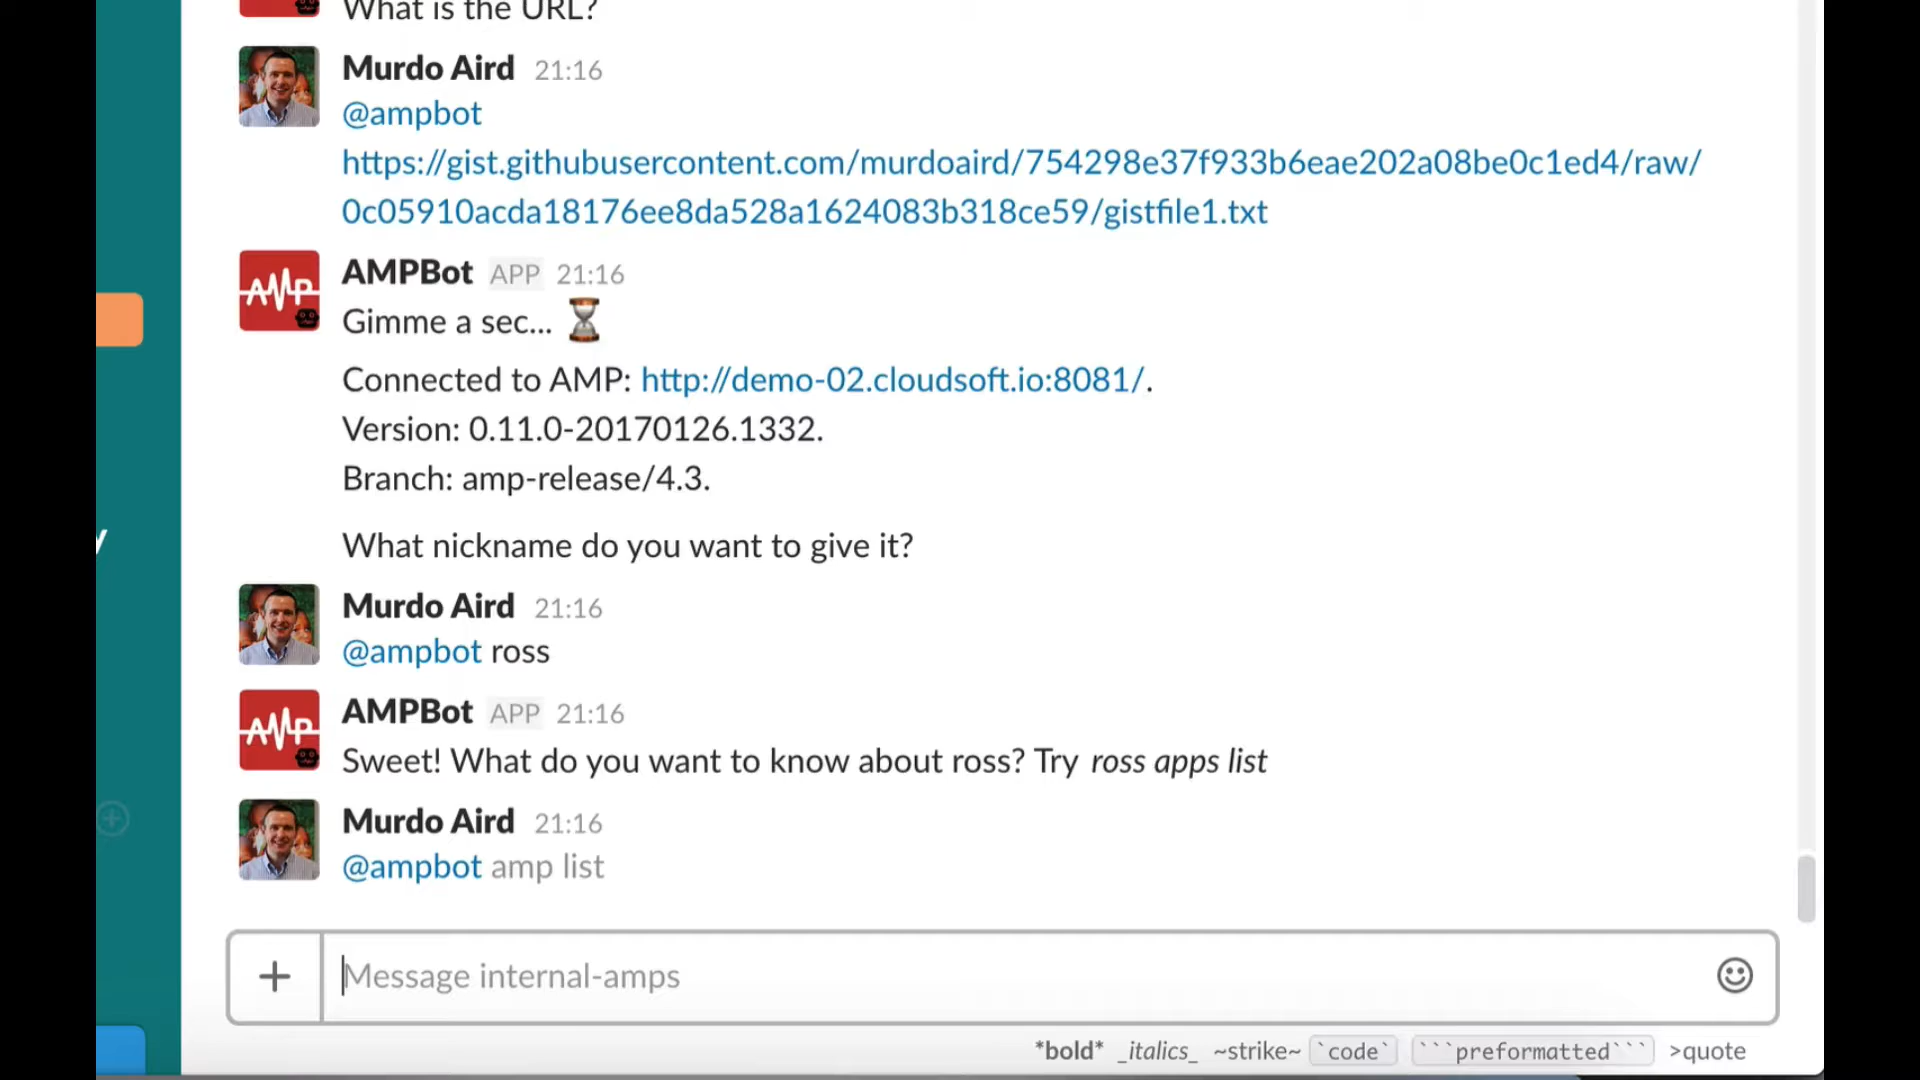 What is the URL?
Murdo Aird 21:16
@ampbot
https://gist.githubusercontent.com/murdoaird/754298e37f933b6eae202a08be0c1ed4/raw/
0c05910acda18176ee8da528a1624083b318ce59/gistfile1.txt
AMP
AMPBot APP 21:16
Gimme a sec...
Connected to AMP: http://demo-02.cloudsoft.io:8081/.
Version: 0.11.0-20170126.1332.
Branch: amp-release/4.3.
What nickname do you want to give it?
Murdo Aird 21:16
@ampbot ross
AMP
AMPBot APP 21:16
Sweet! What do you want to know about ross? Try ross apps list
Murdo Aird 21:16
@ampbot amp list
Message internal-amps
*bold* _italics_ ~strike~ `code` ```preformatted``` >quote